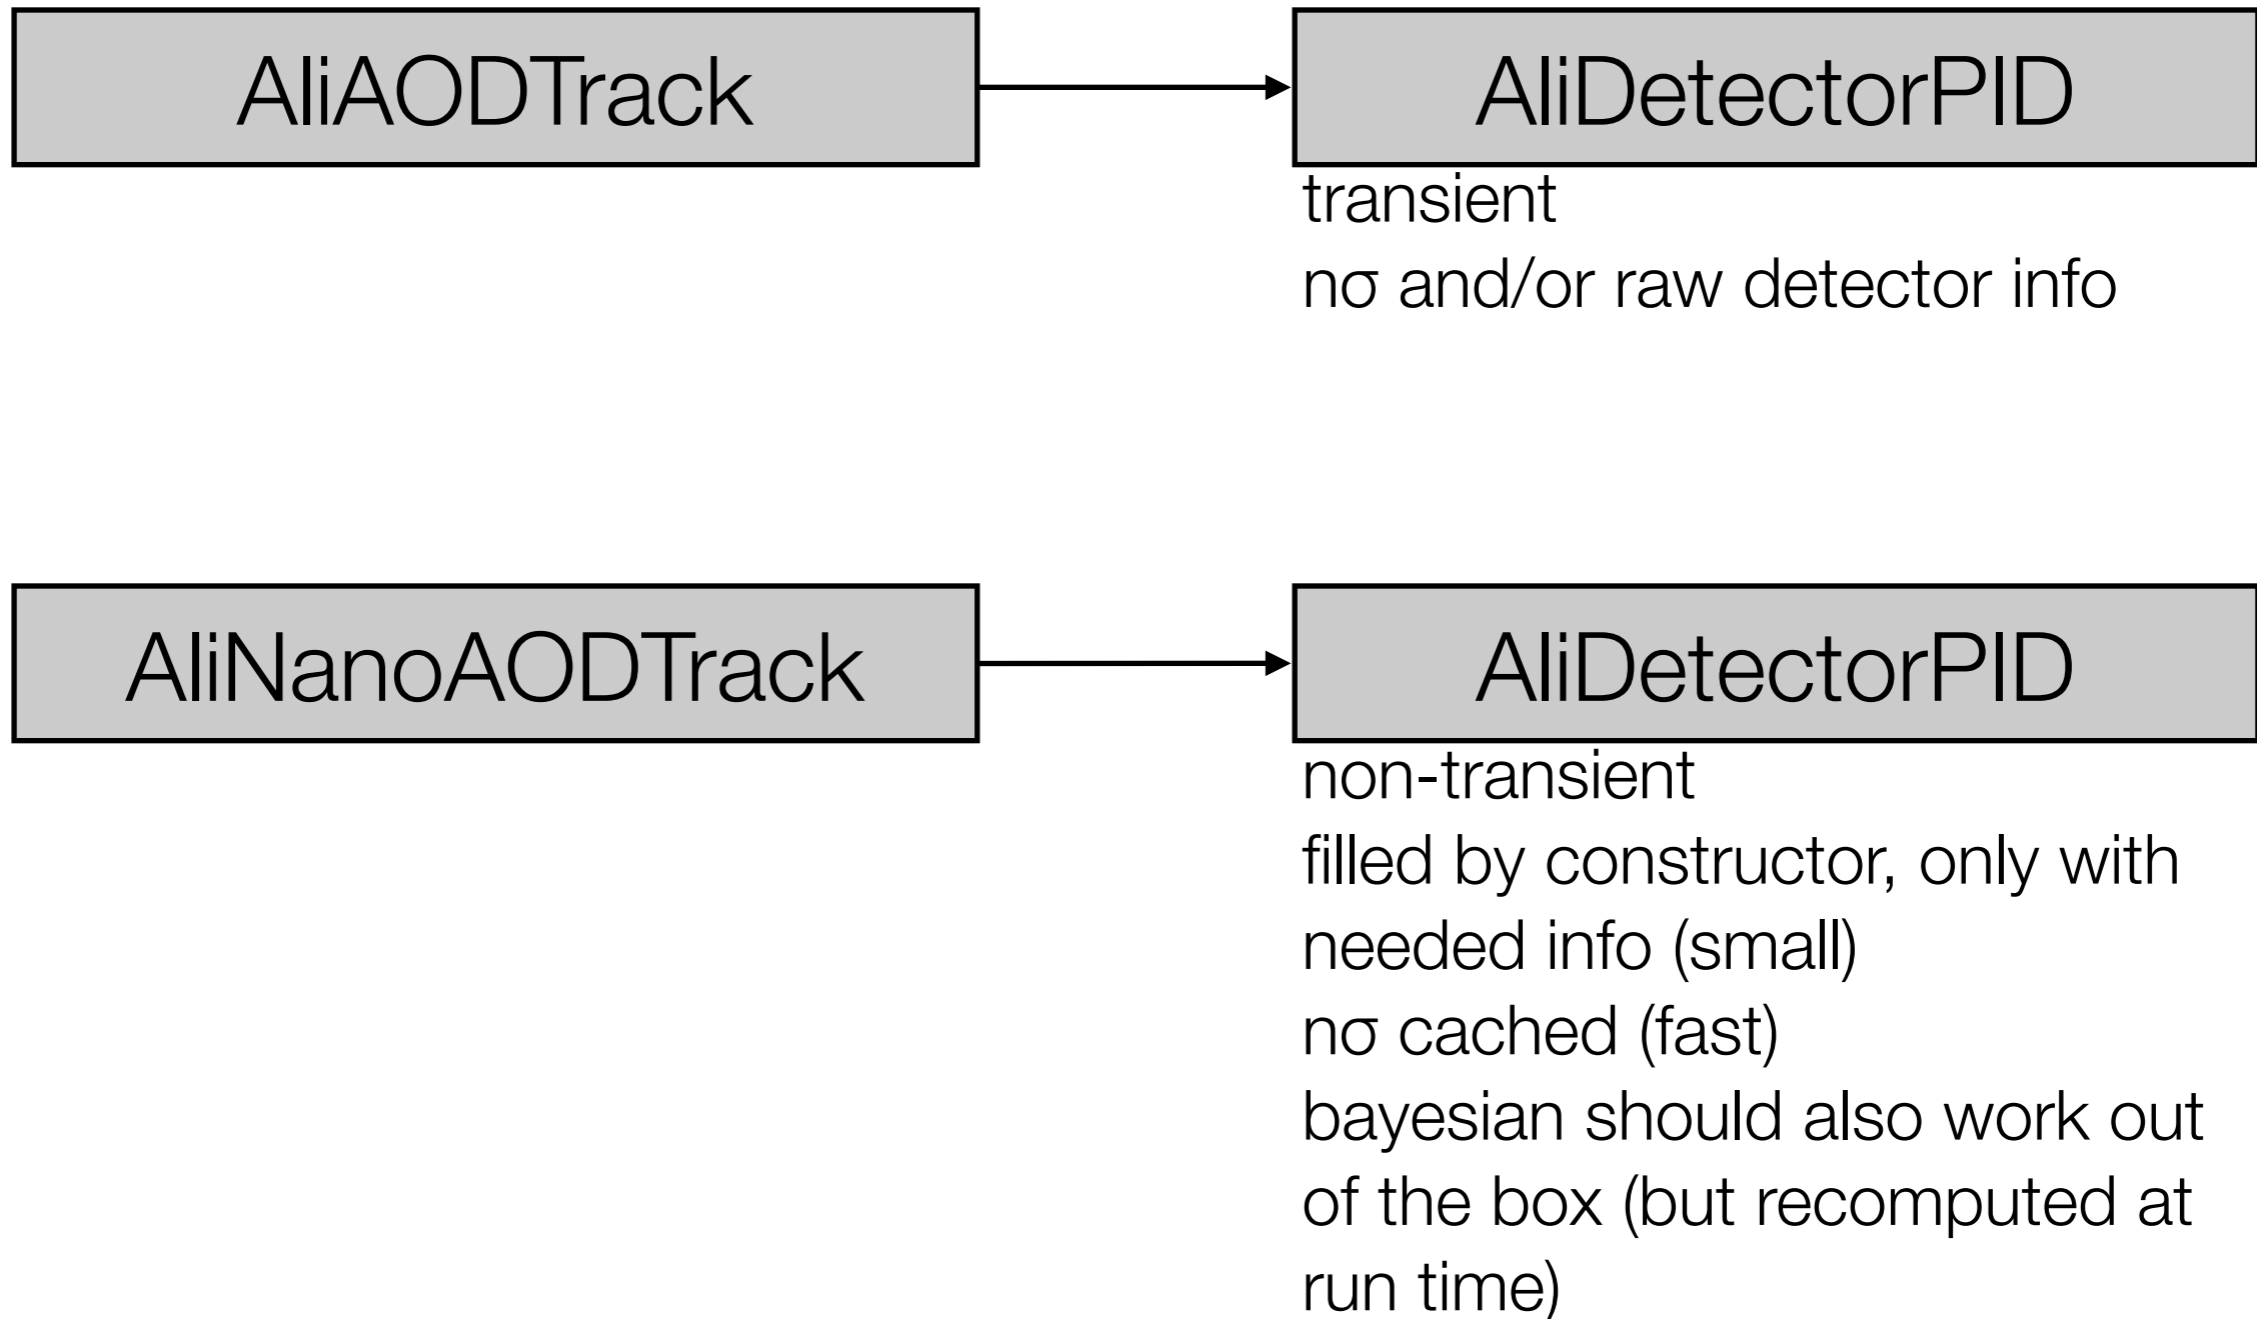 AliAODTrack
AliDetectorPID
transient
nσ and/or raw detector info
AliNanoAODTrack
AliDetectorPID
non-transient
filled by constructor, only with
needed info (small)
nσ cached (fast)
bayesian should also work out
of the box (but recomputed at
run time)